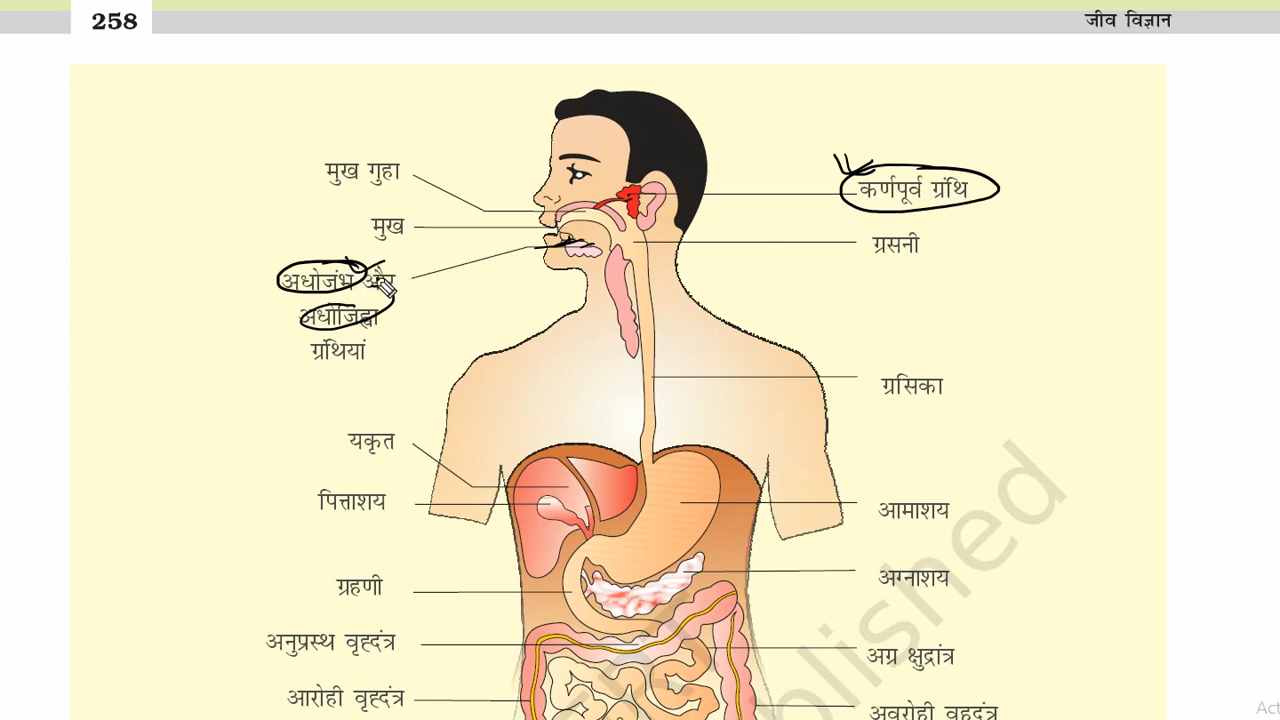 258
जीव विज्ञान
मुख गुहा
कर्णपूर्व ग्रंथि
मुख
ग्रसनी
अधोजंभ और
अधोजिह्वा
ग्रंथियां
ग्रसिका
यकृत
पित्ताशय
आमाशय
अग्नाशय
ग्रहणी
अनुप्रस्थ वृहदंत्र
अग्र क्षुद्रांत्र
आरोही वृहदंत्र
अवरोही वृहदंत्र